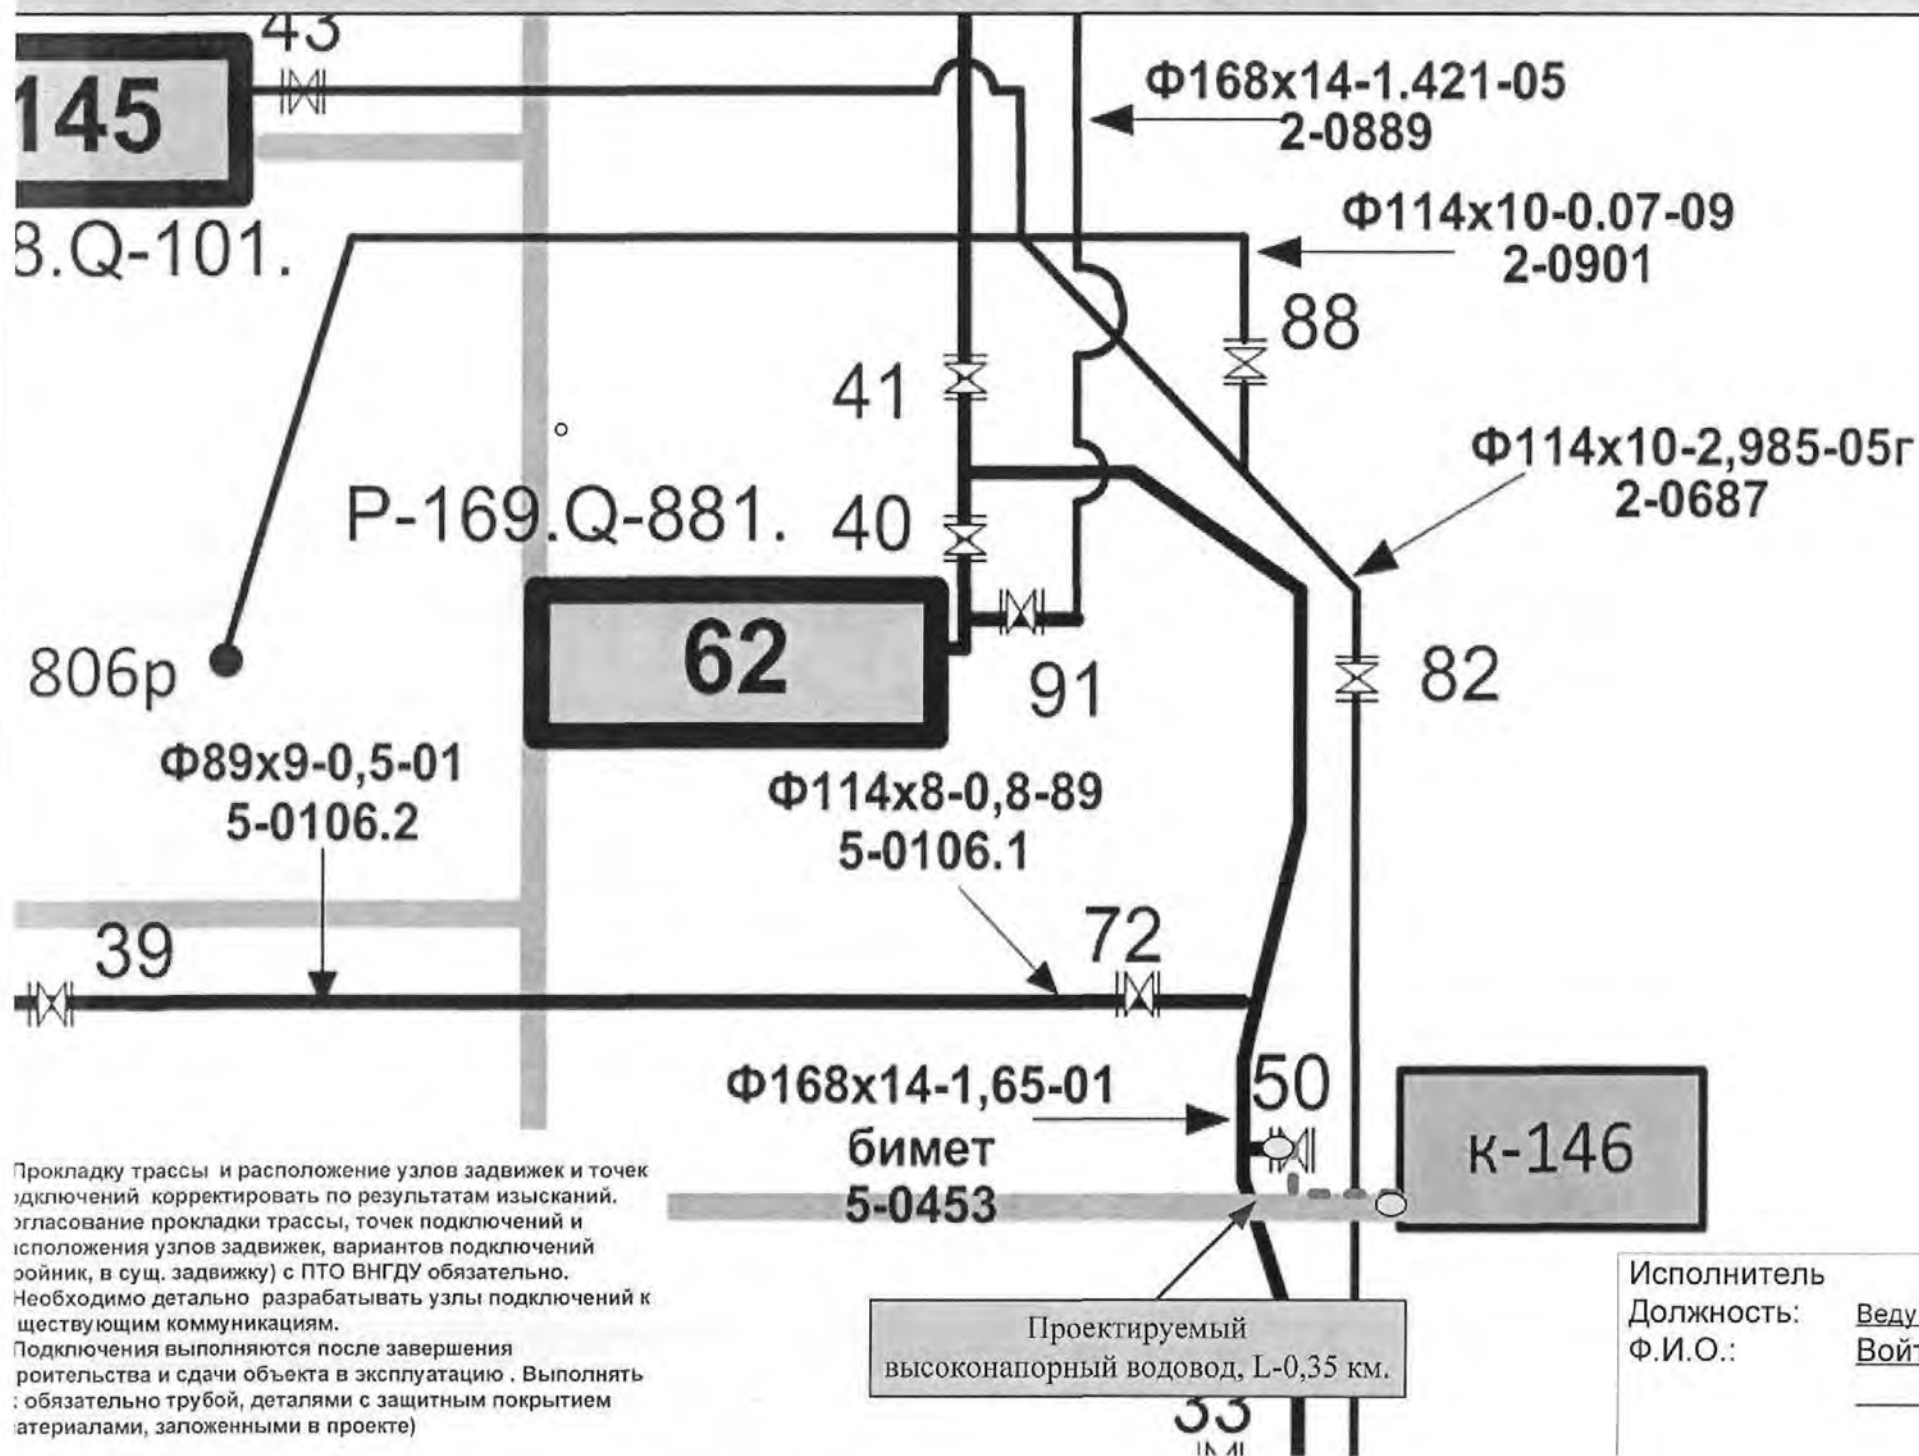 43
145
8.Q-101.
Ф168х14-1.421-05
2-0889
Ф114х10-0.07-09
2-0901
88
41
Ф114х10-2,985-05г
2-0687
Р-169.Q-881.
40
62
91
82
806р
Ф89х9-0,5-01
5-0106.2
Ф114х8-0,8-89
5-0106.1
39
72
Ф168х14-1,65-01
бимет
5-0453
50
к-146
Прокладку трассы и расположение узлов задвижек и точек
одключений корректировать по результатам изысканий.
огласование прокладки трассы, точек подключений и
асположения узлов задвижек, вариантов подключений
ройник, в сущ. задвижку) с ПТО ВНГДУ обязательно.
Необходимо детально разрабатывать узлы подключений к
ществующим коммуникациям.
Подключения выполняются после завершения
роительства и сдачи объекта в эксплуатацию . Выполнять
: обязательно трубой, деталями с защитным покрытием
атериалами, заложенными в проекте)
Проектируемый
высоконапорный водовод, L-0,35 км.
33
Исполнитель
Должность: Веду
Ф.И.О.: Войт